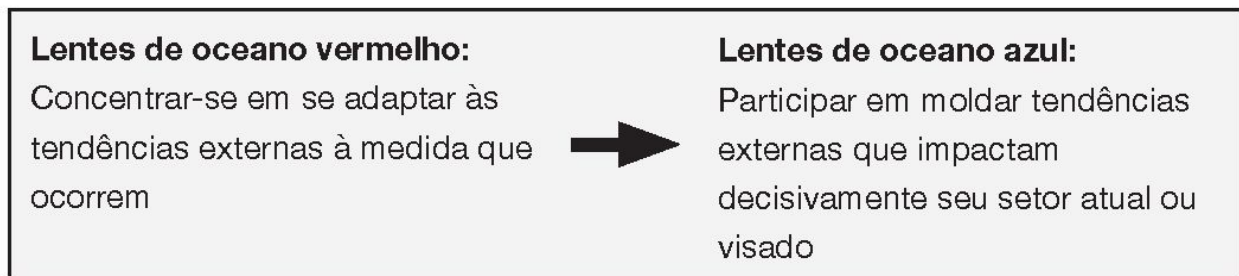 Lentes de oceano vermelho:
Concentrar-se em se adaptar às
tendências externas à medida que
ocorrem
Lentes de oceano azul:
Participar em moldar tendências
externas que impactam
decisivamente seu setor atual ou
visado